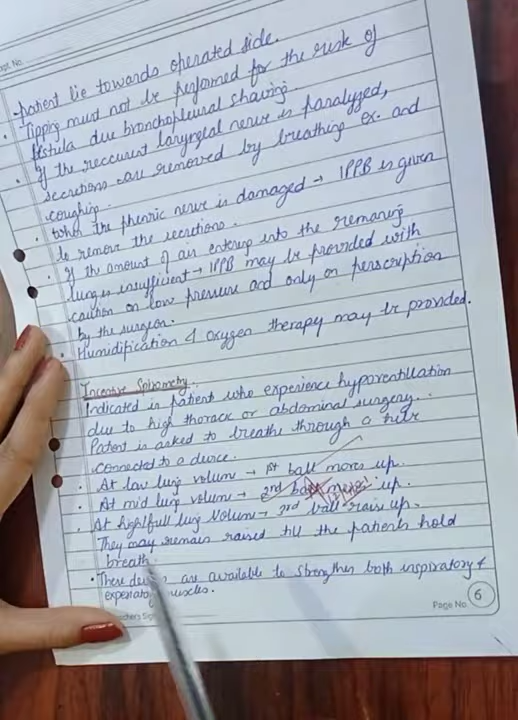 ept. No.
-patient lie towards operated side.
• Tipping must not be performed for the risk of
fistula due bronchopleural shaving.
• If the reccurent laryngeal nerve is paralyzed,
secretions are removed by breathing ex. and
coughing.
• when the phrenic nerve is damaged → IPPB is given
to remove the secretions.
• If the amount of air entering into the remaning
lung is insufficient → IPPB may be provided with
caution on low pressure and only on perscription
by the surgeon.
• Humidification & oxygen therapy may be provided.
Incentive Spirometry.
Indicated in patient who experience hypoventilation
due to high thorack or abdominal surgery.
Patent is asked to breathe through a tube
connected to a device.
• At low lung volume → 1st ball moves up.
• At mid lung volume → 2nd ball up.
• At high/full lung Volum → 3rd ball raise up.
They may remain raised till the patients hold
breath.
• These are available to strengthen both inspiratory &
Page No 6